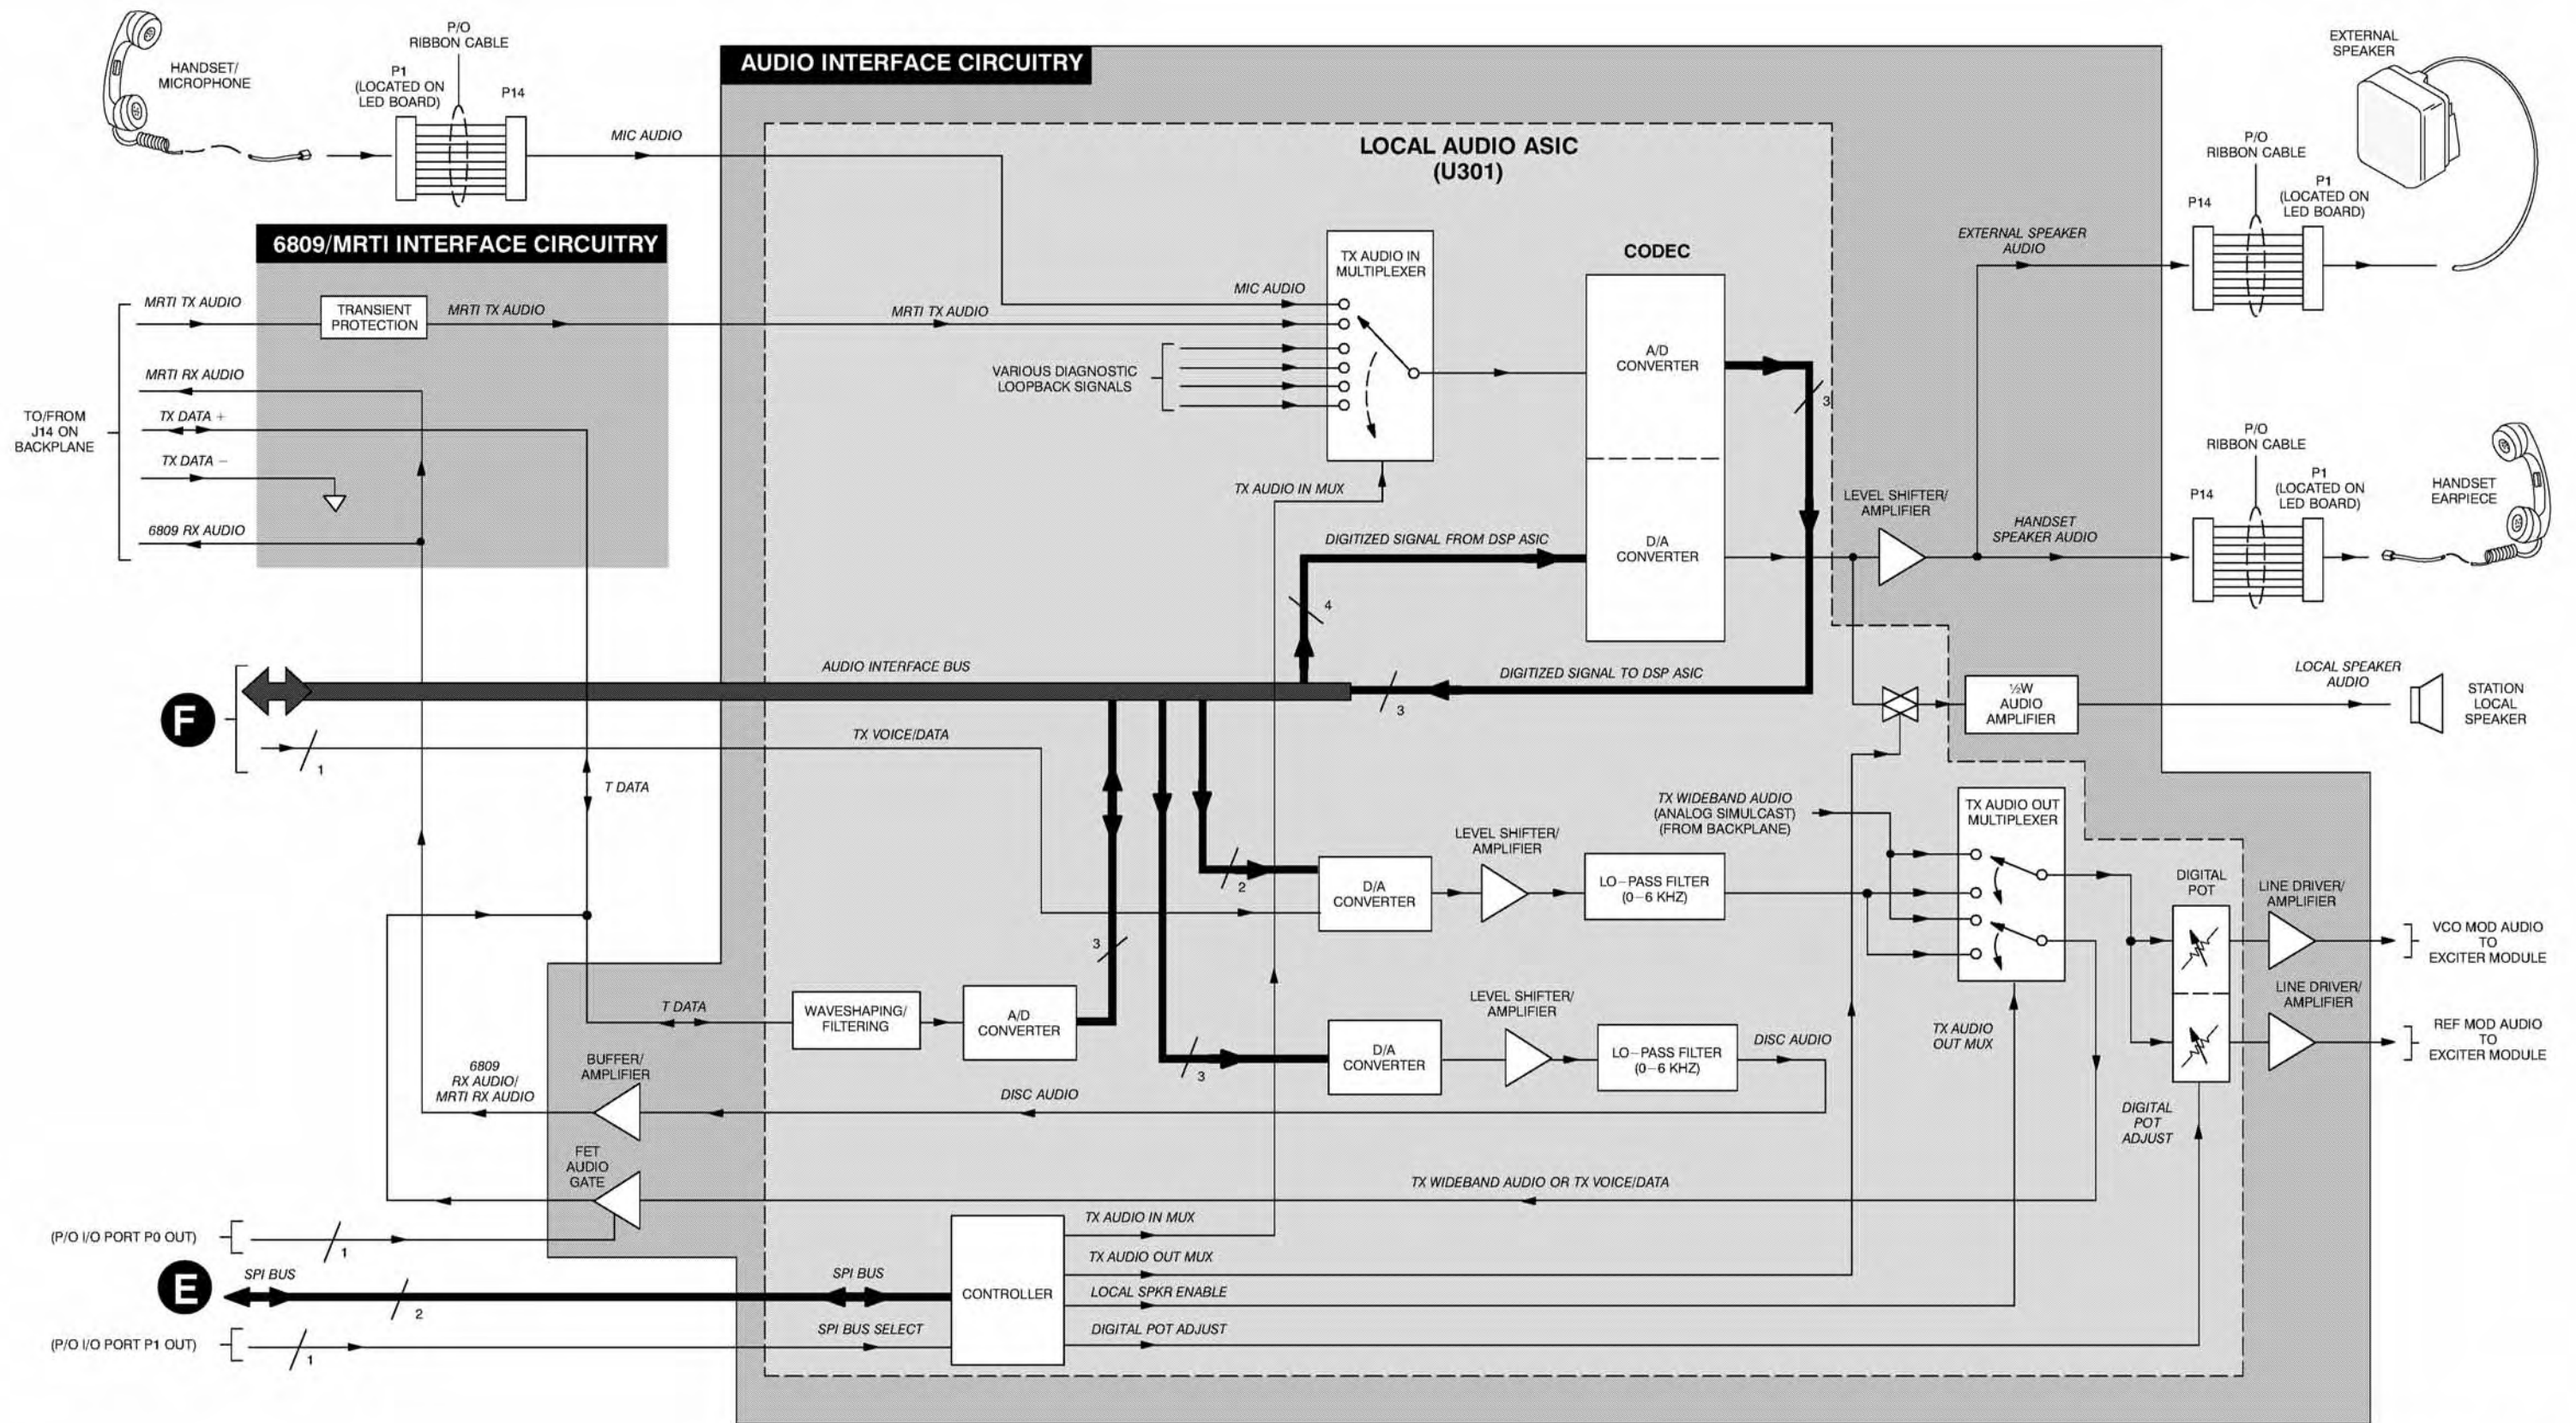 HANDSET/
MICROPHONE
P/O
RIBBON CABLE
P1
(LOCATED ON
LED BOARD)
P14
MIC AUDIO
AUDIO INTERFACE CIRCUITRY
LOCAL AUDIO ASIC
(U301)
EXTERNAL
SPEAKER
P/O
RIBBON CABLE
P1
(LOCATED ON
LED BOARD)
P14
EXTERNAL SPEAKER
AUDIO
6809/MRTI INTERFACE CIRCUITRY
MRTI TX AUDIO
TRANSIENT
PROTECTION
MRTI TX AUDIO
MRTI TX AUDIO
MIC AUDIO
TX AUDIO IN
MULTIPLEXER
CODEC
A/D
CONVERTER
3
VARIOUS DIAGNOSTIC
LOOPBACK SIGNALS
MRTI RX AUDIO
TX DATA +
TO/FROM
J14 ON
BACKPLANE
TX DATA −
6809 RX AUDIO
TX AUDIO IN MUX
DIGITIZED SIGNAL FROM DSP ASIC
4
D/A
CONVERTER
LEVEL SHIFTER/
AMPLIFIER
HANDSET
SPEAKER AUDIO
P/O
RIBBON CABLE
P1
(LOCATED ON
LED BOARD)
P14
HANDSET
EARPIECE
F
AUDIO INTERFACE BUS
DIGITIZED SIGNAL TO DSP ASIC
3
½W
AUDIO
AMPLIFIER
LOCAL SPEAKER
AUDIO
STATION
LOCAL
SPEAKER
TX VOICE/DATA
1
T DATA
TX WIDEBAND AUDIO
(ANALOG SIMULCAST)
(FROM BACKPLANE)
TX AUDIO OUT
MULTIPLEXER
2
D/A
CONVERTER
LEVEL SHIFTER/
AMPLIFIER
LO−PASS FILTER
(0−6 KHZ)
DIGITAL
POT
LINE DRIVER/
AMPLIFIER
VCO MOD AUDIO
TO
EXCITER MODULE
3
T DATA
WAVESHAPING/
FILTERING
A/D
CONVERTER
3
D/A
CONVERTER
LEVEL SHIFTER/
AMPLIFIER
LO−PASS FILTER
(0−6 KHZ)
DISC AUDIO
TX AUDIO
OUT MUX
LINE DRIVER/
AMPLIFIER
REF MOD AUDIO
TO
EXCITER MODULE
6809
RX AUDIO/
MRTI RX AUDIO
BUFFER/
AMPLIFIER
DISC AUDIO
DIGITAL
POT
ADJUST
FET
AUDIO
GATE
TX WIDEBAND AUDIO OR TX VOICE/DATA
(P/O I/O PORT P0 OUT)
1
E
SPI BUS
2
SPI BUS
(P/O I/O PORT P1 OUT)
1
SPI BUS SELECT
CONTROLLER
TX AUDIO IN MUX
TX AUDIO OUT MUX
LOCAL SPKR ENABLE
DIGITAL POT ADJUST